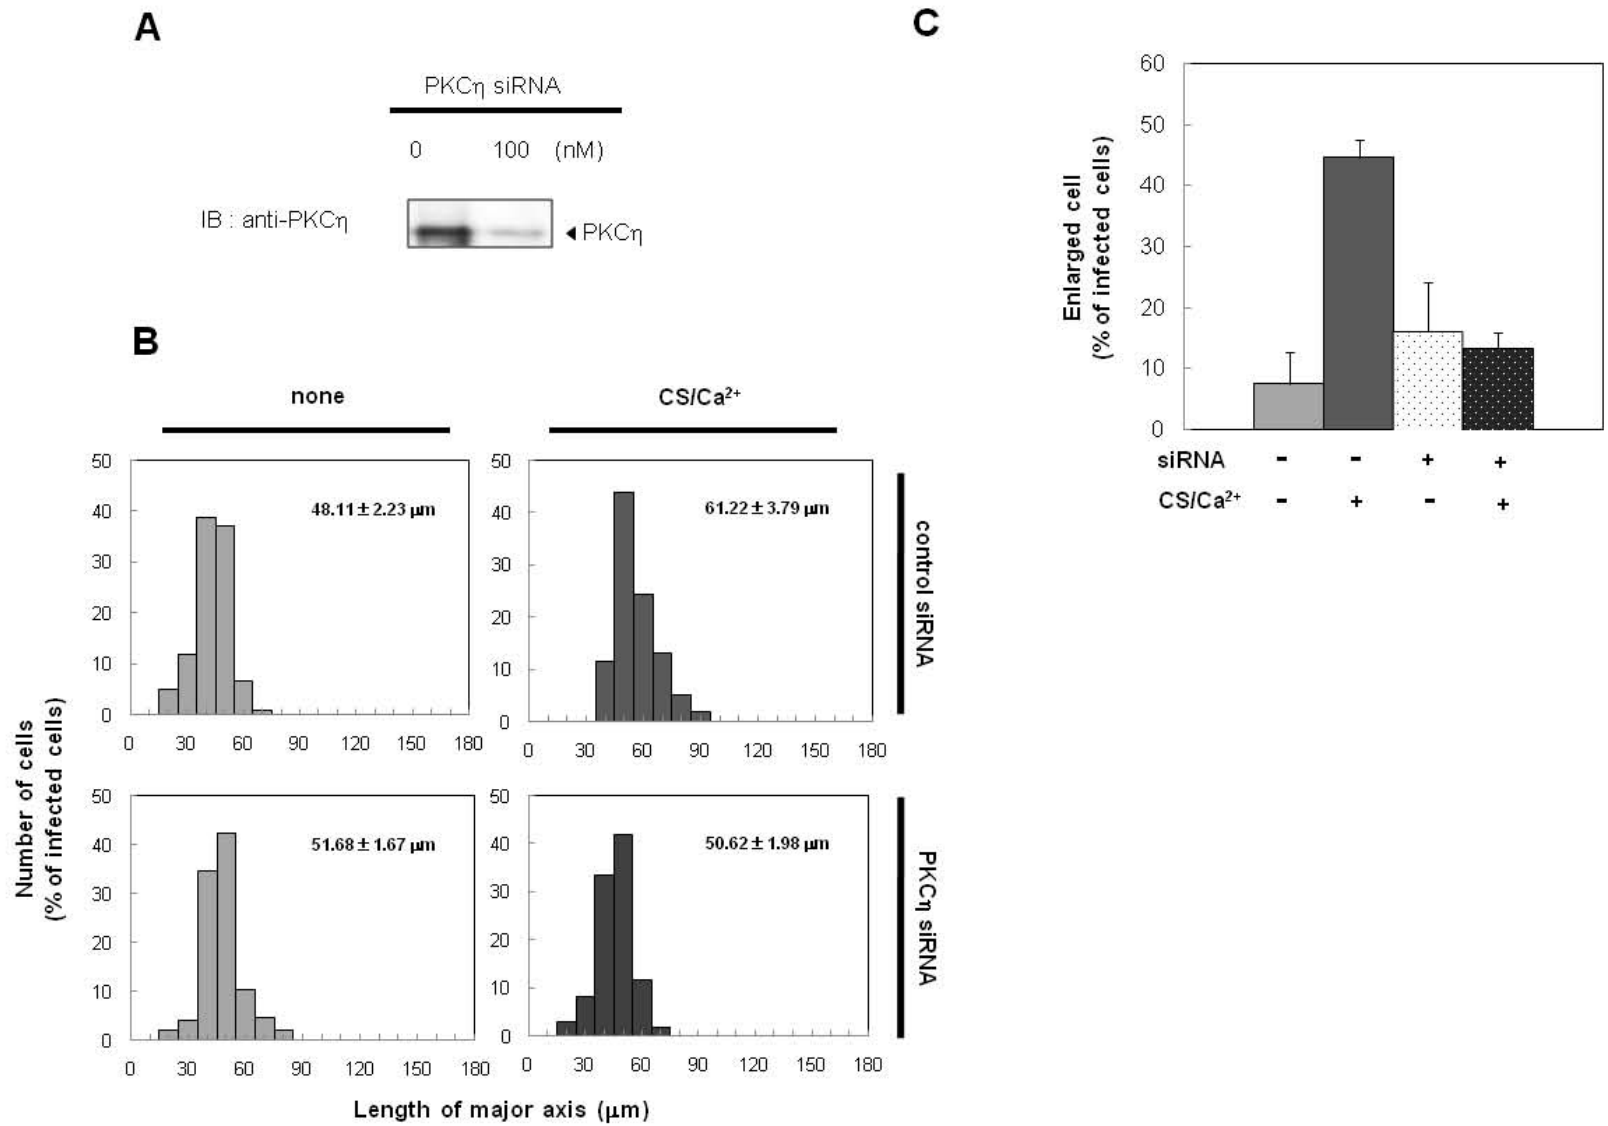 A
PKCη siRNA
0 100 (nM)
IB : anti-PKCη
◀ PKCη
B
none
CS/Ca²⁺
50
40
30
20
10
0
0 30 60 90 120 150 180
48.11 ± 2.23 μm
50
40
30
20
10
0
0 30 60 90 120 150 180
61.22 ± 3.79 μm
control siRNA
50
40
30
20
10
0
0 30 60 90 120 150 180
51.68 ± 1.67 μm
50
40
30
20
10
0
0 30 60 90 120 150 180
50.62 ± 1.98 μm
PKCη siRNA
Number of cells
(% of infected cells)
Length of major axis (μm)
C
Enlarged cell
(% of infected cells)
60
50
40
30
20
10
0
siRNA - - + +
CS/Ca²⁺ - + - +